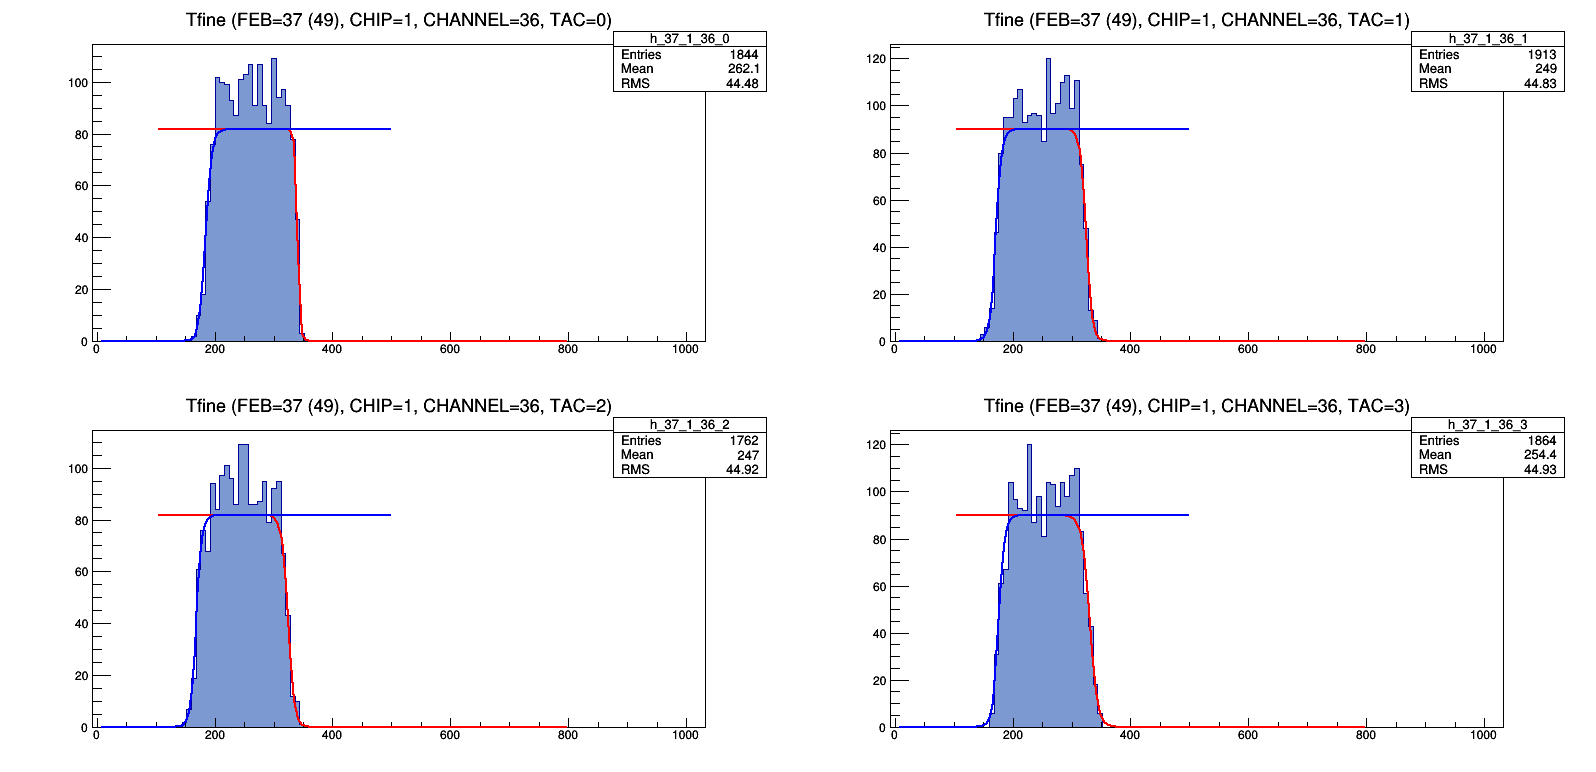 Tfine (FEB=37 (49), CHIP=1, CHANNEL=36, TAC=0)
h_37_1_36_0
Entries 1844
Mean 262.1
RMS 44.48
100
80
60
40
20
0
0 200 400 600 800 1000
Tfine (FEB=37 (49), CHIP=1, CHANNEL=36, TAC=1)
h_37_1_36_1
Entries 1913
Mean 249
RMS 44.83
120
100
80
60
40
20
0
0 200 400 600 800 1000
Tfine (FEB=37 (49), CHIP=1, CHANNEL=36, TAC=2)
h_37_1_36_2
Entries 1762
Mean 247
RMS 44.92
100
80
60
40
20
0
0 200 400 600 800 1000
Tfine (FEB=37 (49), CHIP=1, CHANNEL=36, TAC=3)
h_37_1_36_3
Entries 1864
Mean 254.4
RMS 44.93
120
100
80
60
40
20
0
0 200 400 600 800 1000